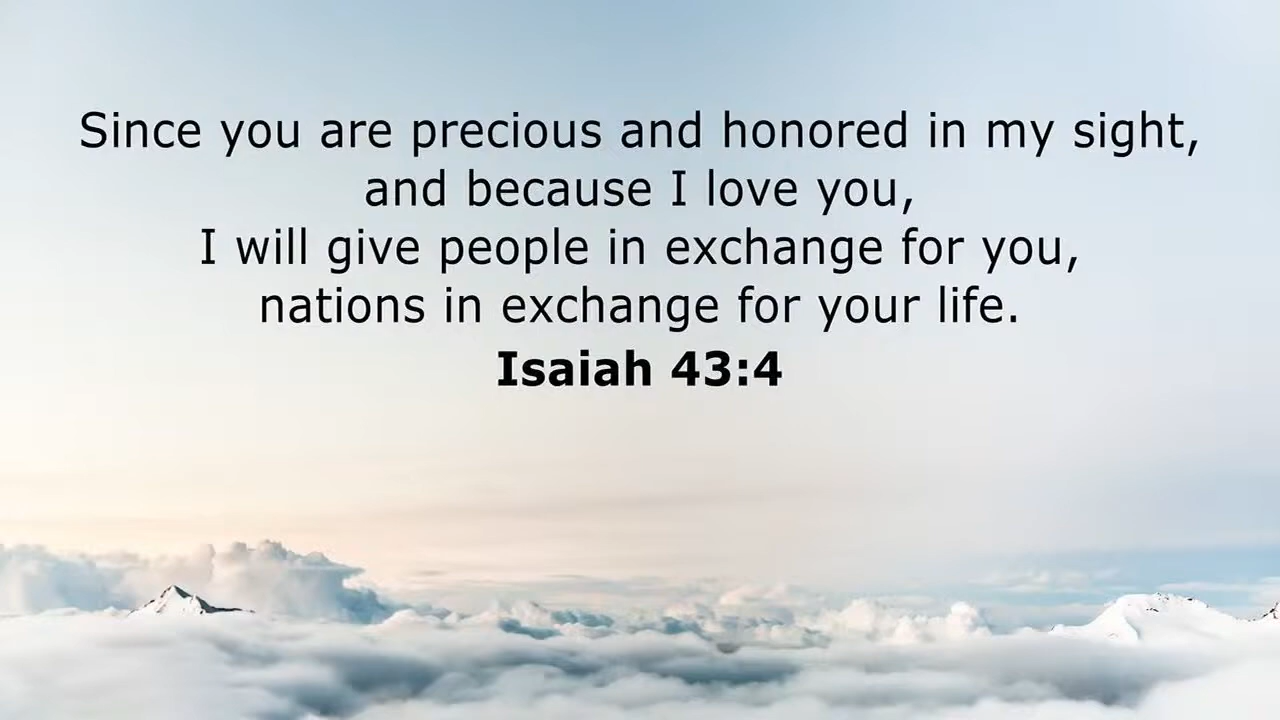 Since you are precious and honored in my sight,
and because I love you,
I will give people in exchange for you,
nations in exchange for your life.
Isaiah 43:4